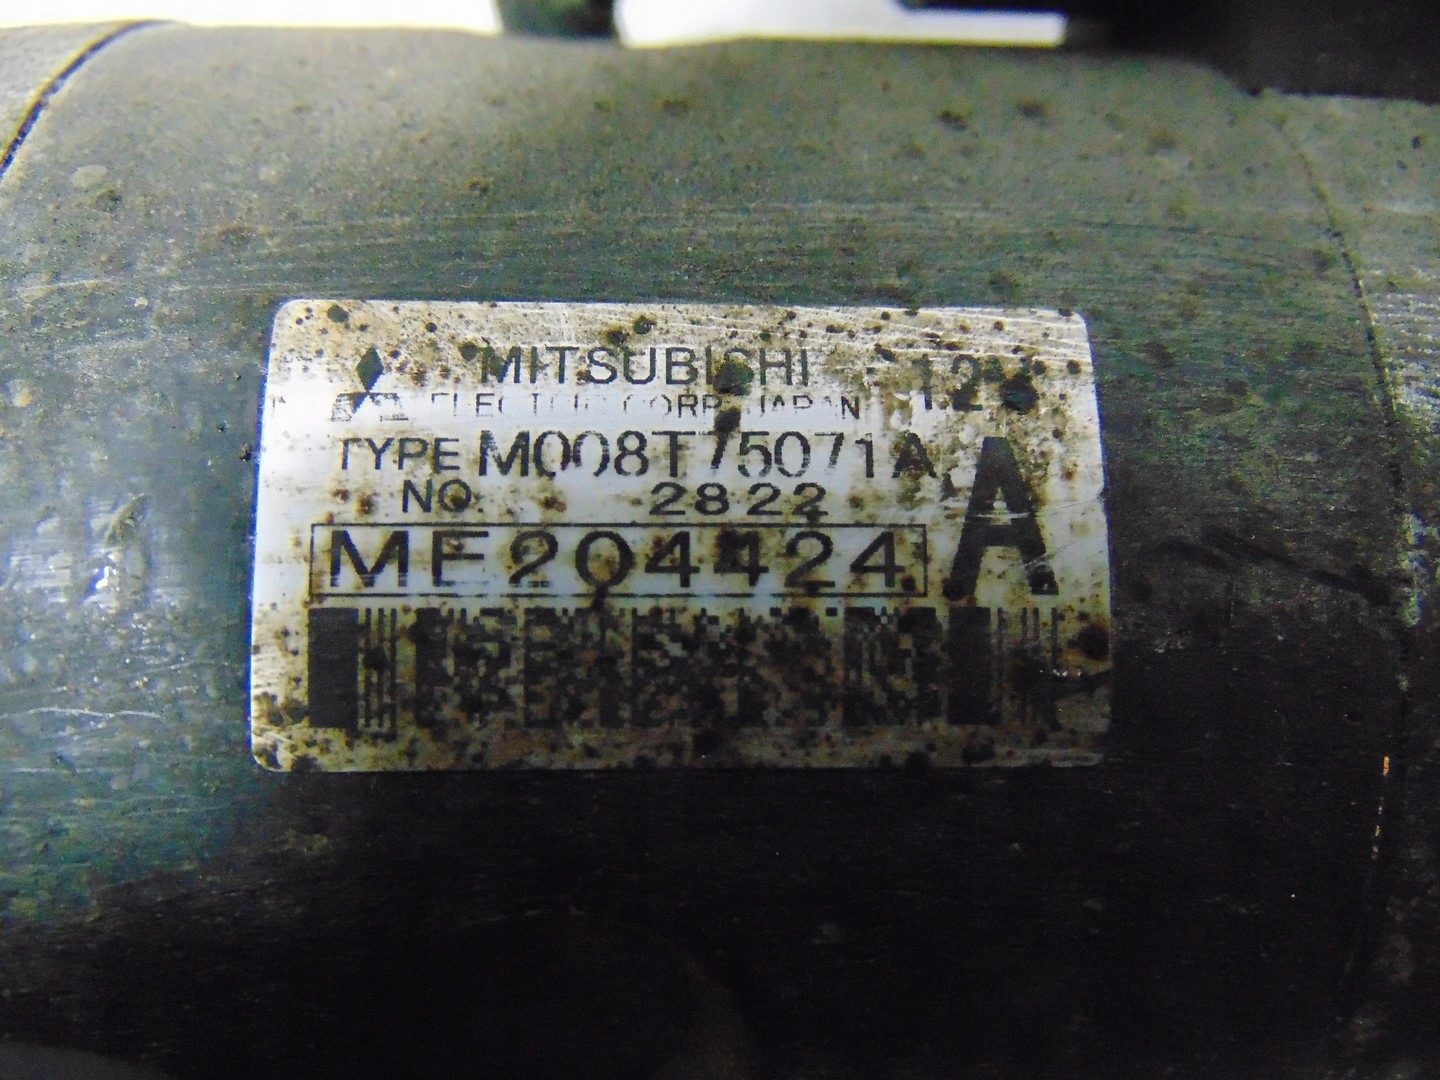 MITSUBISHI 12V
ELECTRIC CORP. JAPAN
TYPE M008T75071A
NO. 2822
A
ME204424